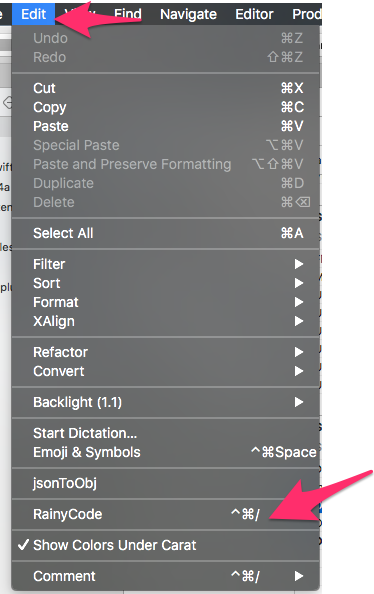 Edit View Find Navigate Editor Prod
Undo ⌘Z
Redo ⇧⌘Z
Cut ⌘X
Copy ⌘C
Paste ⌘V
Special Paste ⌥⌘V
Paste and Preserve Formatting ⌥⇧⌘V
Duplicate ⌘D
Delete ⌘⌫
Select All ⌘A
Filter ▶
Sort ▶
Format ▶
XAlign ▶
Refactor ▶
Convert ▶
Backlight (1.1) ▶
Start Dictation...
Emoji & Symbols ^⌘Space
jsonToObj
RainyCode ^⌘/
✓ Show Colors Under Carat
Comment ^⌘/ ▶